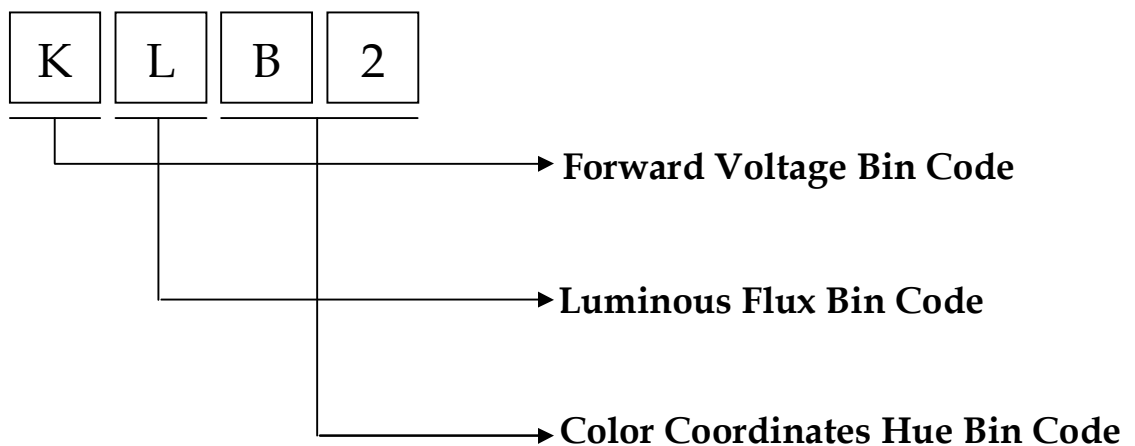 K L B 2
Forward Voltage Bin Code
Luminous Flux Bin Code
Color Coordinates Hue Bin Code